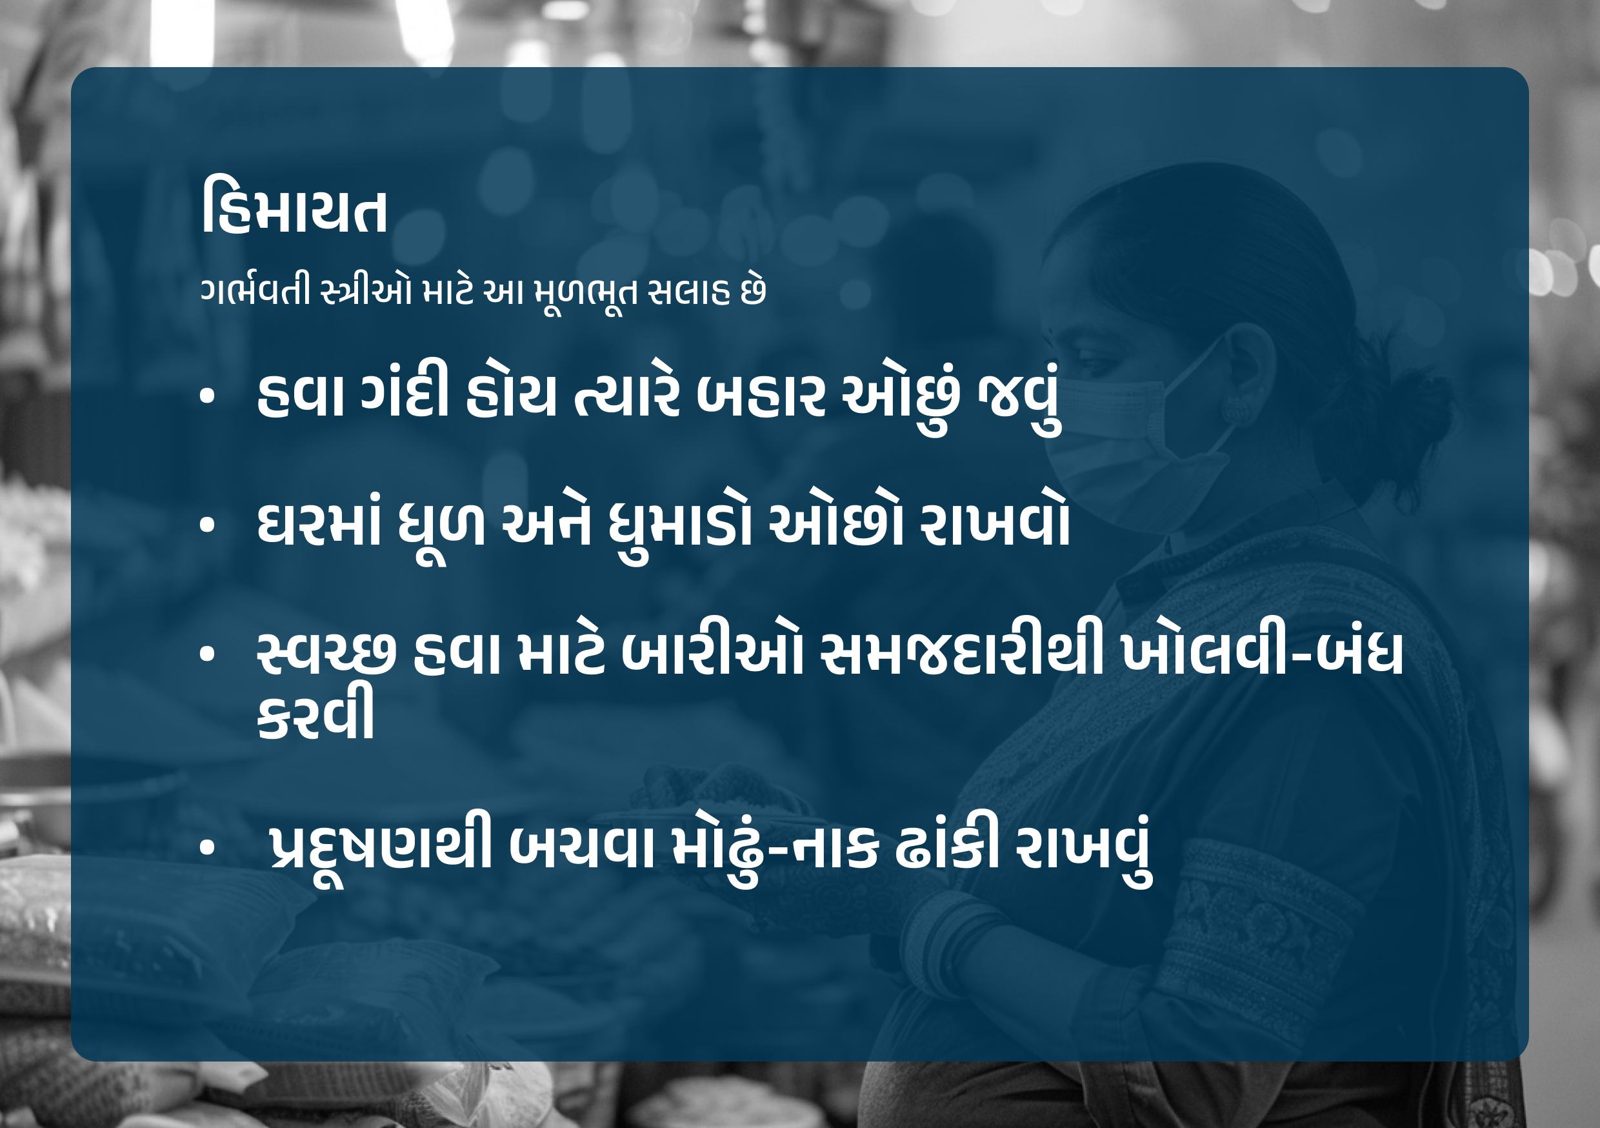 હિમાયત
ગર્ભવતી સ્ત્રીઓ માટે આ મૂળભૂત સલાહ છે
• હવા ગંદી હોય ત્યારે બહાર ઓછું જવું
• ઘરમાં ધૂળ અને ધુમાડો ઓછો રાખવો
• સ્વચ્છ હવા માટે બારીઓ સમજદારીથી ખોલવી-બંધ
કરવી
• પ્રદૂષણથી બચવા મોઢું-નાક ઢાંકી રાખવું